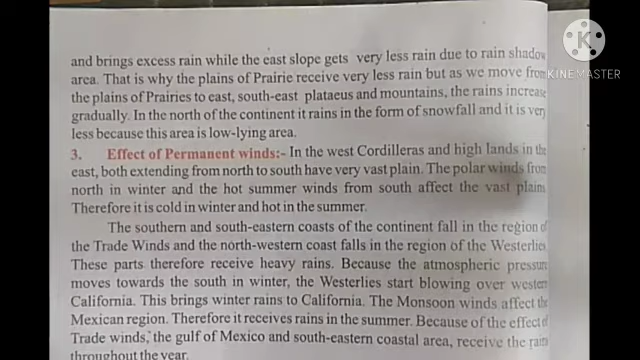 and brings excess rain while the east slope gets very less rain due to rain shadow
area. That is why the plains of Prairie receive very less rain but as we move from
the plains of Prairies to east, south-east plataeus and mountains, the rains increase
gradually. In the north of the continent it rains in the form of snowfall and it is very
less because this area is low-lying area.
3. Effect of Permanent winds:- In the west Cordilleras and high lands in the
east, both extending from north to south have very vast plain. The polar winds from
north in winter and the hot summer winds from south affect the vast plain
Therefore it is cold in winter and hot in the summer.
The southern and south-eastern coasts of the continent fall in the region of
the Trade Winds and the north-western coast falls in the region of the Westerlies
These parts therefore receive heavy rains. Because the atmospheric pressure
moves towards the south in winter, the Westerlies start blowing over western
California. This brings winter rains to California. The Monsoon winds affect the
Mexican region. Therefore it receives rains in the summer. Because of the effect of
Trade winds, the gulf of Mexico and south-eastern coastal area, receive the rain
throughout the year.
KINEMASTER